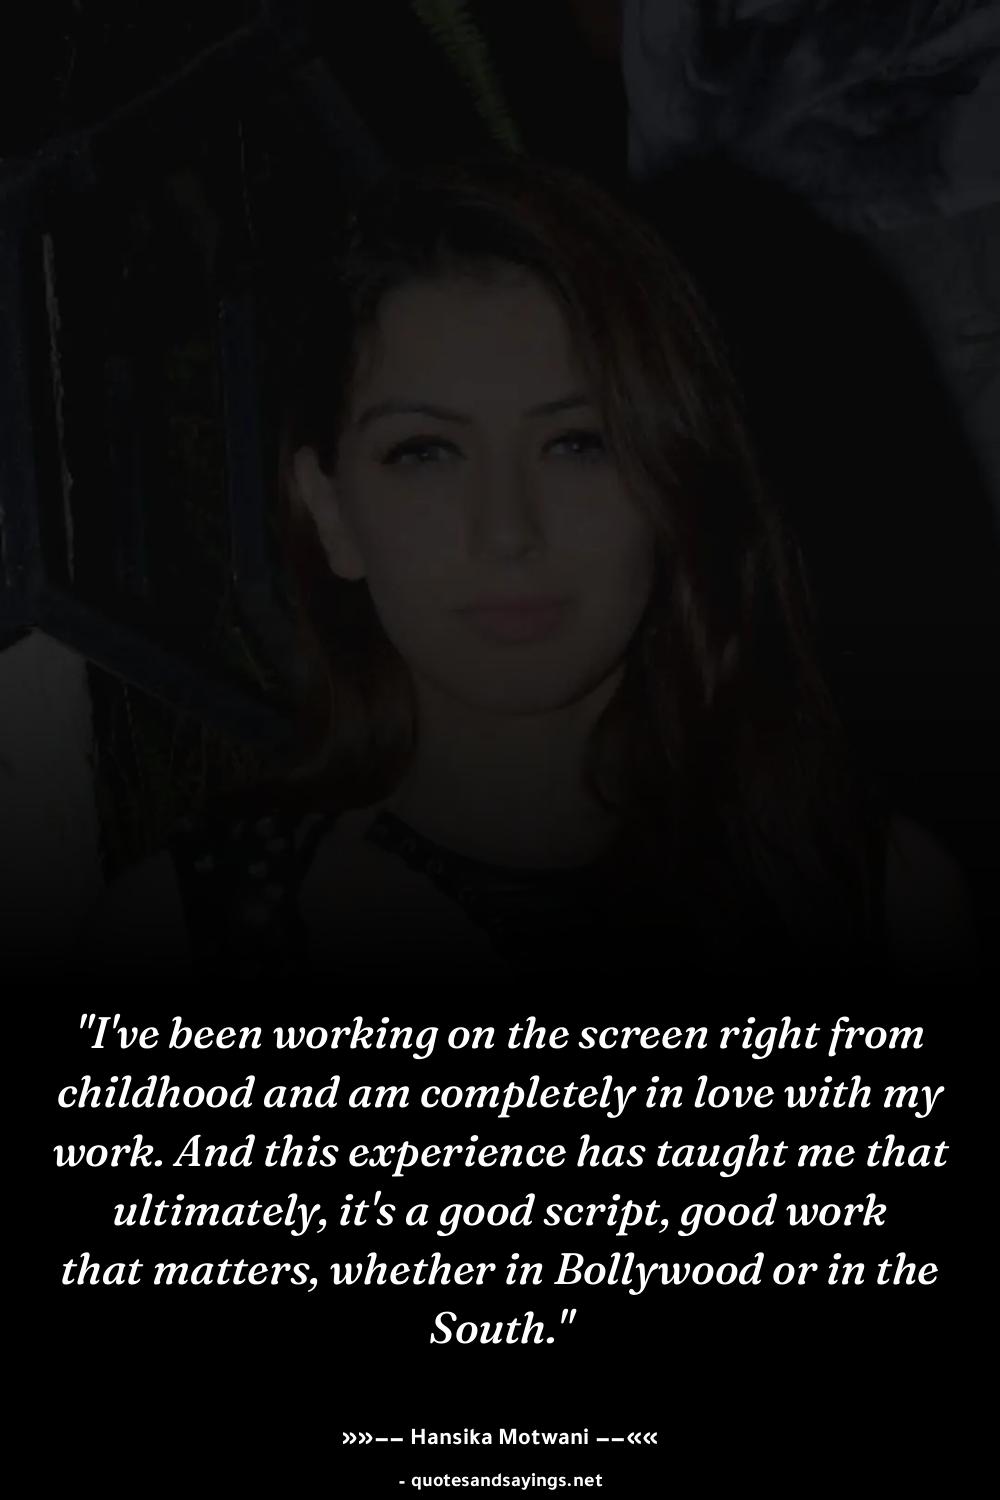 "I've been working on the screen right from
childhood and am completely in love with my
work. And this experience has taught me that
ultimately, it's a good script, good work
that matters, whether in Bollywood or in the
South."
»»−− Hansika Motwani −−««
- quotesandsayings.net